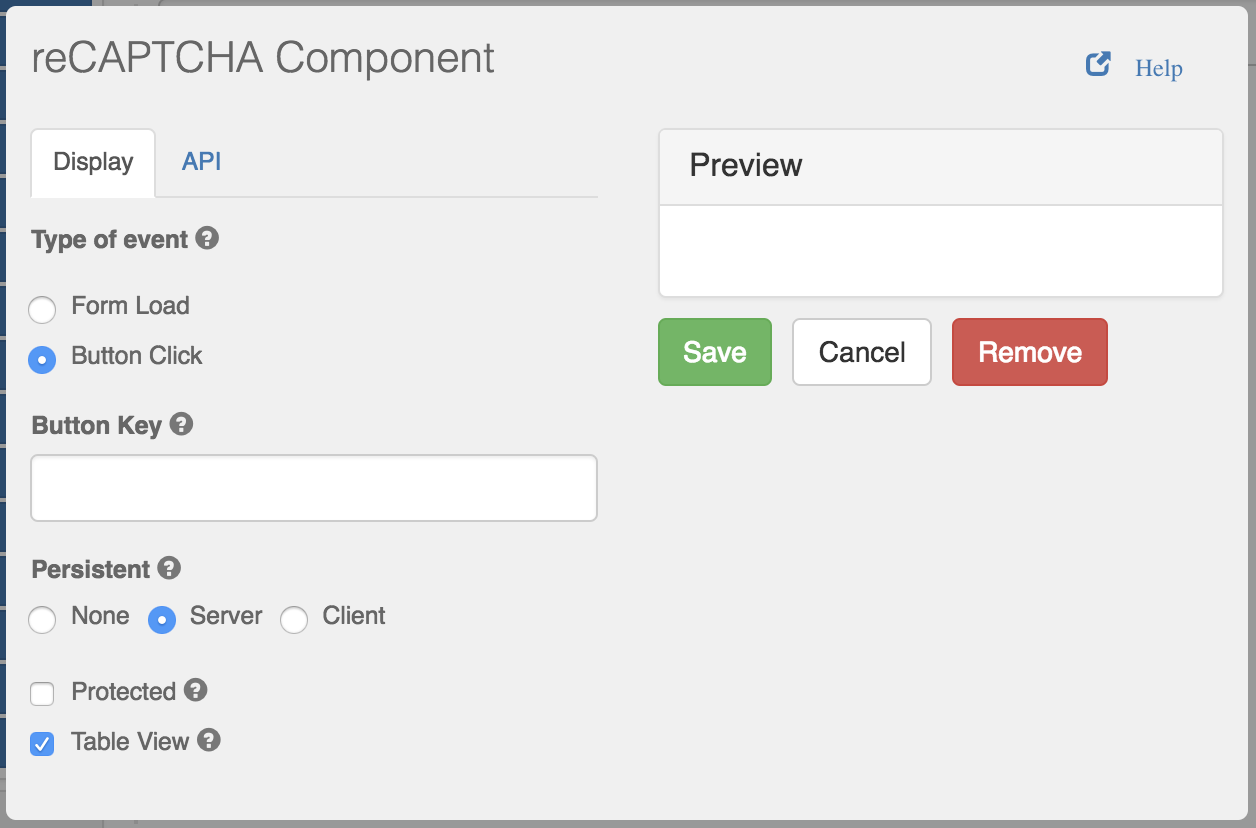 reCAPTCHA Component
Help
Display API
Type of event
Form Load
Button Click
Button Key
Persistent
None Server Client
Protected
Table View
Preview
Save Cancel Remove